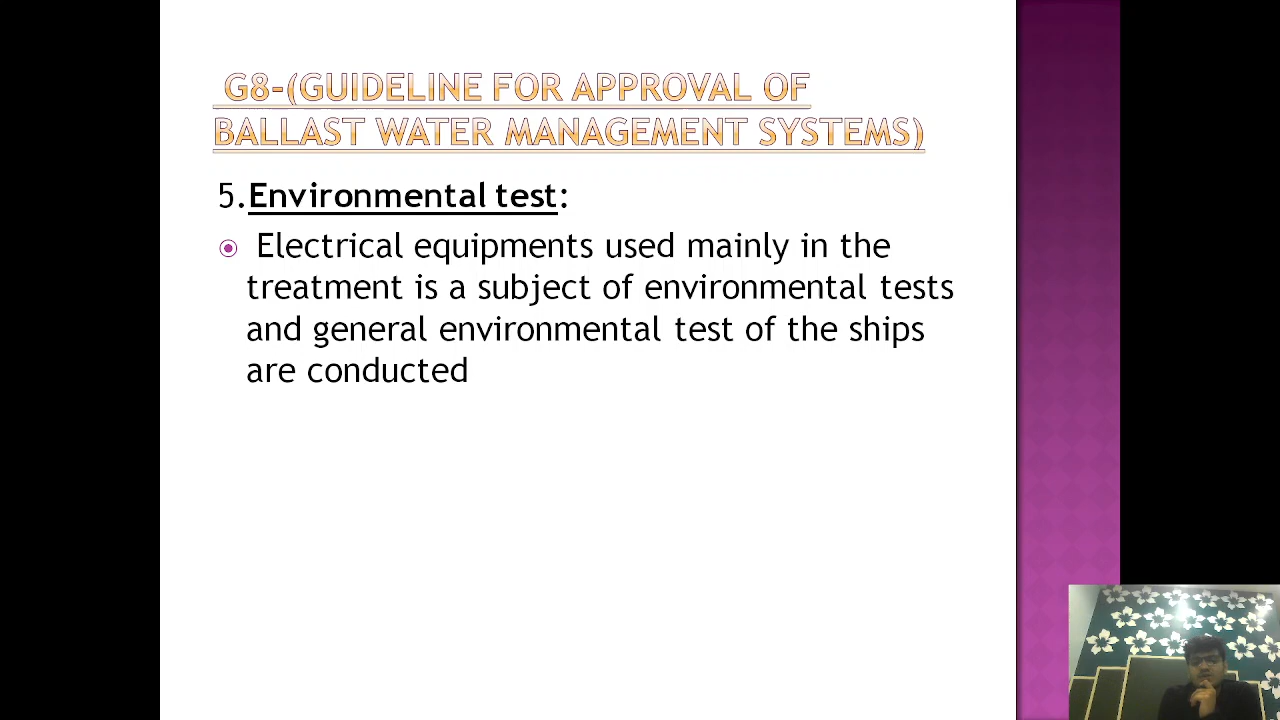 G8-(GUIDELINE FOR APPROVAL OF
BALLAST WATER MANAGEMENT SYSTEMS)
5.Environmental test:
Electrical equipments used mainly in the
treatment is a subject of environmental tests
and general environmental test of the ships
are conducted